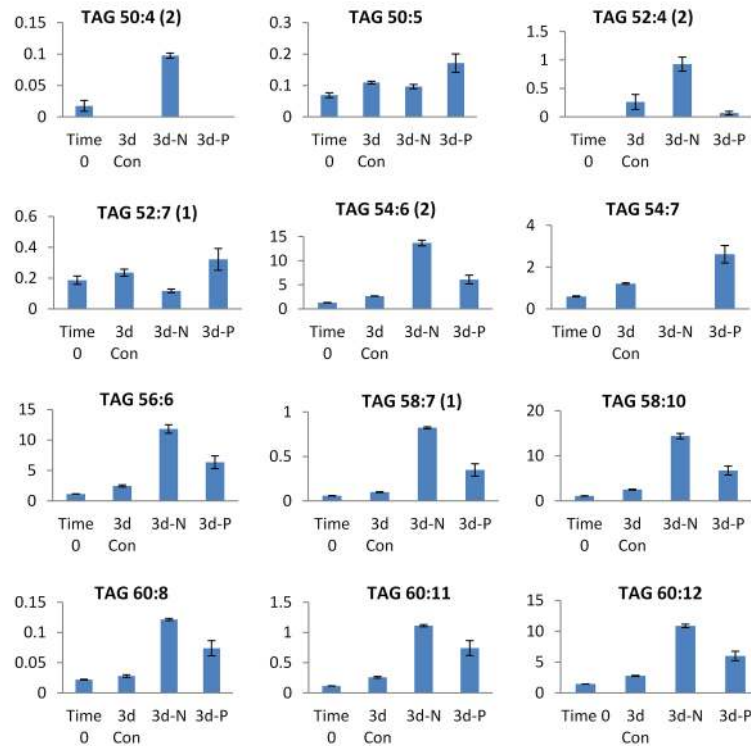 TAG 50:4 (2)
0.15
0.1
0.05
0
Time 0
3d Con
3d-N
3d-P
TAG 50:5
0.3
0.2
0.1
0
Time 0
3d Con
3d-N
3d-P
TAG 52:4 (2)
1.5
1
0.5
0
Time 0
3d Con
3d-N
3d-P
TAG 52:7 (1)
0.6
0.4
0.2
0
Time 0
3d Con
3d-N
3d-P
TAG 54:6 (2)
15
10
5
0
Time 0
3d Con
3d-N
3d-P
TAG 54:7
4
2
0
Time 0
3d Con
3d-N
3d-P
TAG 56:6
15
10
5
0
Time 0
3d Con
3d-N
3d-P
TAG 58:7 (1)
1
0.5
0
Time 0
3d Con
3d-N
3d-P
TAG 58:10
20
10
0
Time 0
3d Con
3d-N
3d-P
TAG 60:8
0.15
0.1
0.05
0
Time 0
3d Con
3d-N
3d-P
TAG 60:11
1.5
1
0.5
0
Time 0
3d Con
3d-N
3d-P
TAG 60:12
15
10
5
0
Time 0
3d Con
3d-N
3d-P